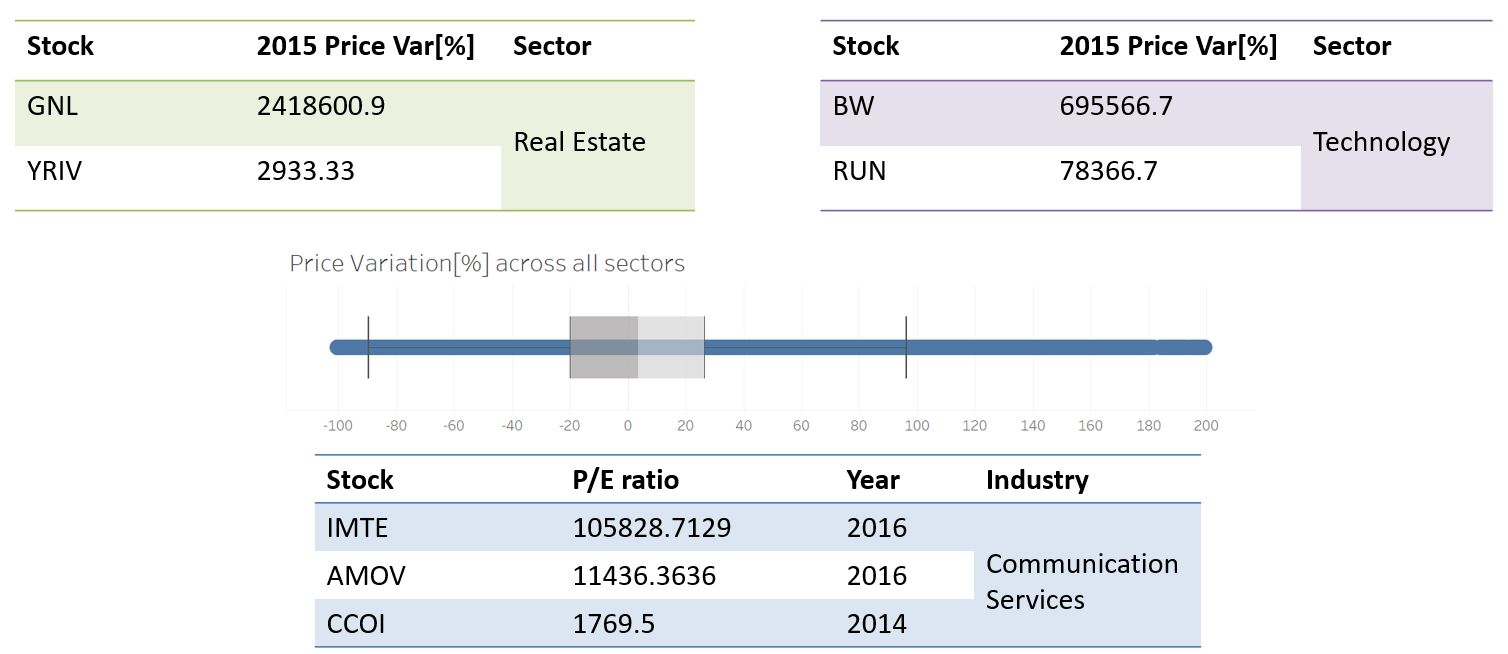 Stock 2015 Price Var[%] Sector
GNL 2418600.9
Real Estate
YRIV 2933.33
Stock 2015 Price Var[%] Sector
BW 695566.7
Technology
RUN 78366.7
Price Variation[%] across all sectors
-100 -80 -60 -40 -20 0 20 40 60 80 100 120 140 160 180 200
Stock P/E ratio Year Industry
IMTE 105828.7129 2016
AMOV 11436.3636 2016
Communication
Services
CCOI 1769.5 2014